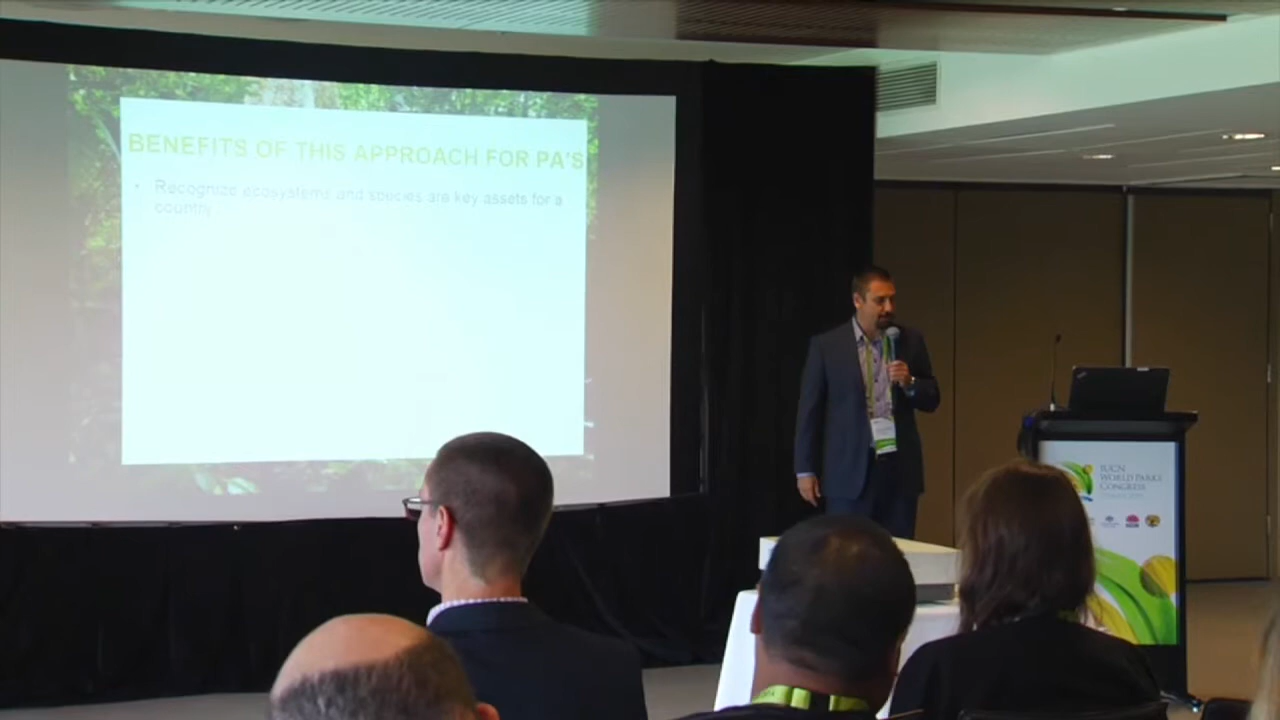 BENEFITS OF THIS APPROACH FOR PA'S
• Recognize ecosystems and species are key assets for a
country
IUCN
WORLD PARKS
CONGRESS